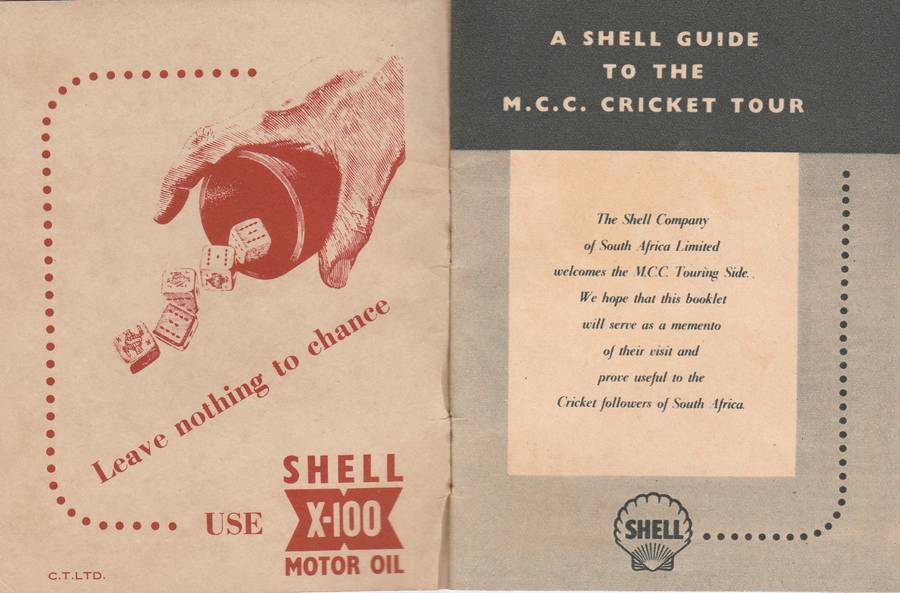 Leave nothing to chance
USE
SHELL
X-100
MOTOR OIL
C.T.LTD.
A SHELL GUIDE
TO THE
M.C.C. CRICKET TOUR
The Shell Company
of South Africa Limited
welcomes the M.C.C. Touring Side.
We hope that this booklet
will serve as a memento
of their visit and
prove useful to the
Cricket followers of South Africa.
SHELL